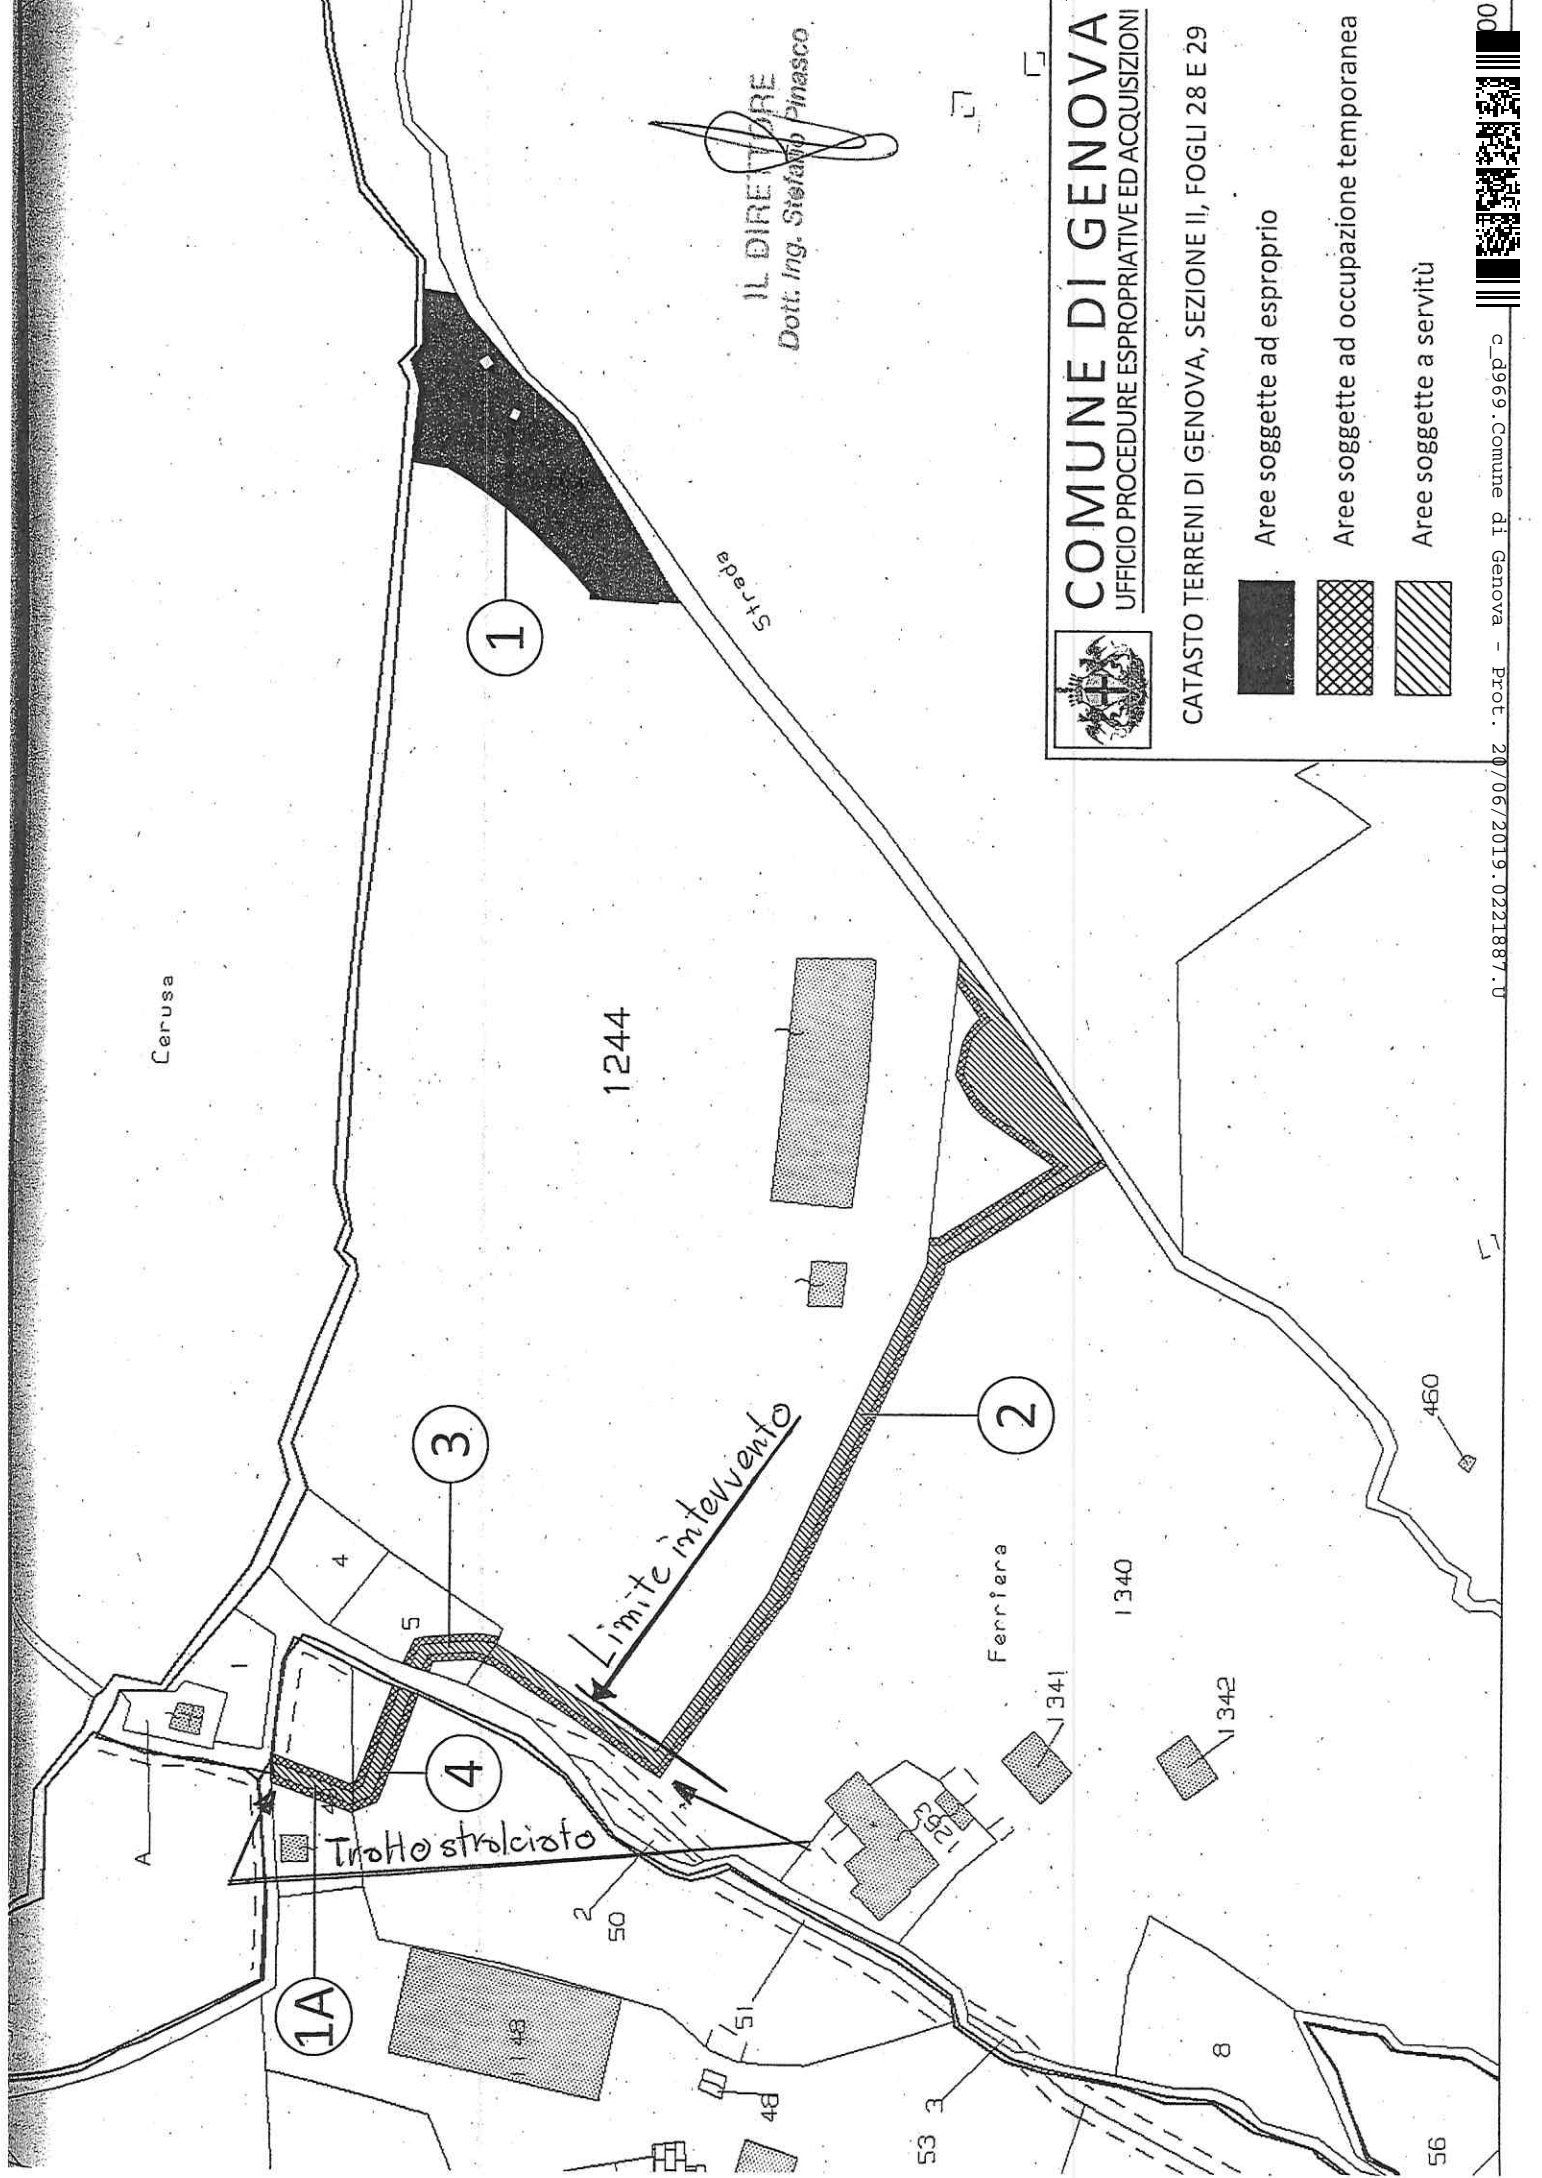 Cerusa
1244
Strada
1
2
3
4
1A
IL DIRETTORE
Dott. Ing. Stefano Pinasco
Limite intervento
Tratto stralciato
Ferriera
1340
1341
1342
1263
460
4
5
1
A
2
50
51
148
48
3
53
8
56
COMUNE DI GENOVA
UFFICIO PROCEDURE ESPROPRIATIVE ED ACQUISIZIONI
CATASTO TERRENI DI GENOVA, SEZIONE II, FOGLI 28 E 29
Aree soggette ad esproprio
Aree soggette ad occupazione temporanea
Aree soggette a servitù
c_d969.Comune di Genova - Prot. 20/06/2019.0221887.U